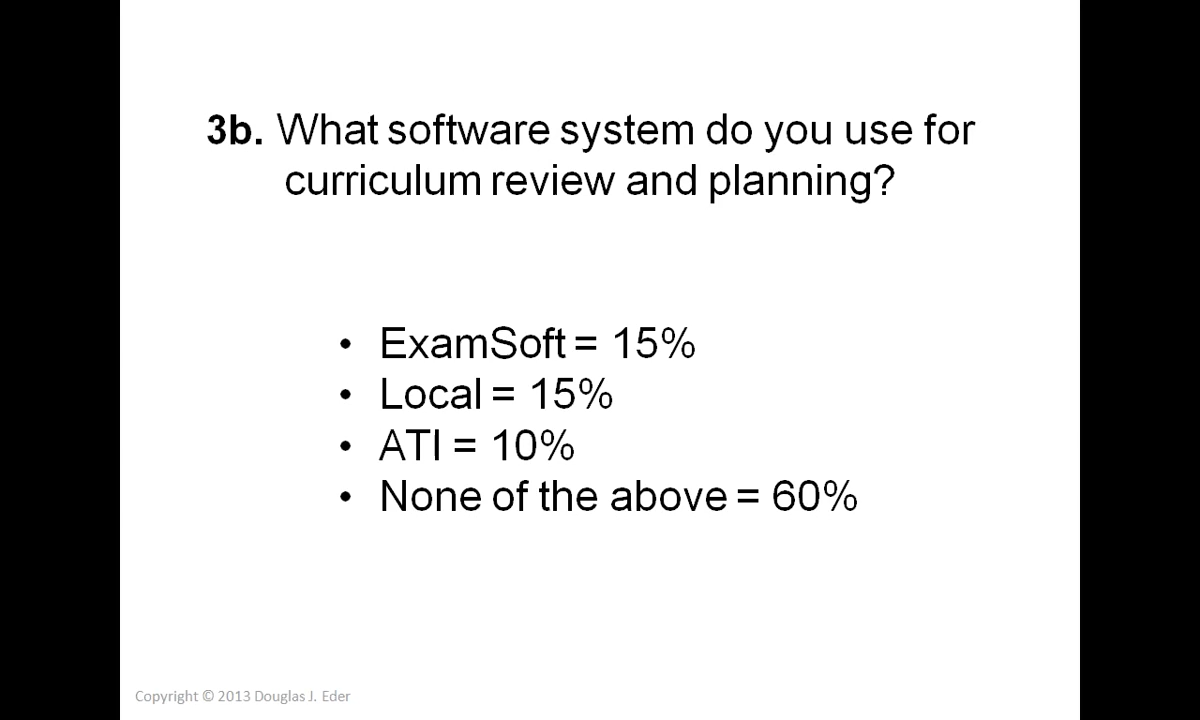 3b. What software system do you use for
curriculum review and planning?
• ExamSoft = 15%
• Local = 15%
• ATI = 10%
• None of the above = 60%
Copyright © 2013 Douglas J. Eder